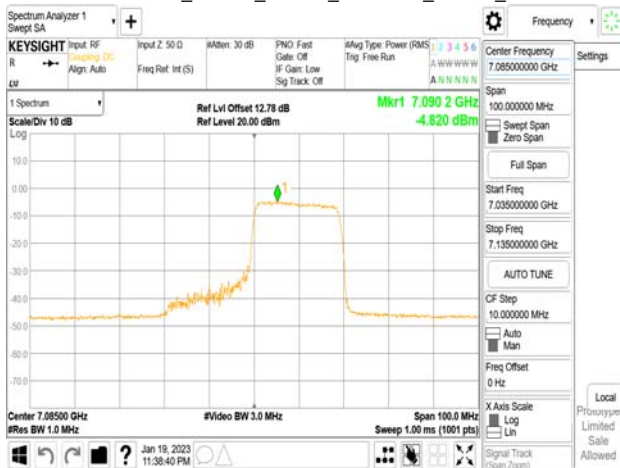 Spectrum Analyzer 1
Swept SA
+
Frequency
KEYSIGHT
R
Input: RF
Coupling: DC
Align: Auto
Input Z: 50 Ω
Freq Ref: Int (S)
#Atten: 30 dB
PNO: Fast
Gate: Off
IF Gain: Low
Sig Track: Off
#Avg Type: Power (RMS
Trig: Free Run
1 2 3 4 5 6
A W W W W W
A N N N N N
1 Spectrum
Scale/Div 10 dB
Ref Lvl Offset 12.78 dB
Ref Level 20.00 dBm
Mkr1 7.090 2 GHz
-4.820 dBm
Log
10.0
0.00
-10.0
-20.0
-30.0
-40.0
-50.0
-60.0
-70.0
1
Center 7.08500 GHz
#Res BW 1.0 MHz
#Video BW 3.0 MHz
Span 100.0 MHz
Sweep 1.00 ms (1001 pts)
?
Jan 19, 2023
11:38:40 PM
Center Frequency
7.085000000 GHz
Settings
Span
100.000000 MHz
Swept Span
Zero Span
Full Span
Start Freq
7.035000000 GHz
Stop Freq
7.135000000 GHz
AUTO TUNE
CF Step
10.000000 MHz
Auto
Man
Freq Offset
0 Hz
X Axis Scale
Log
Lin
Local
Prototype
Limited
Sale
Allowed
Signal Track
(Span Zoom)